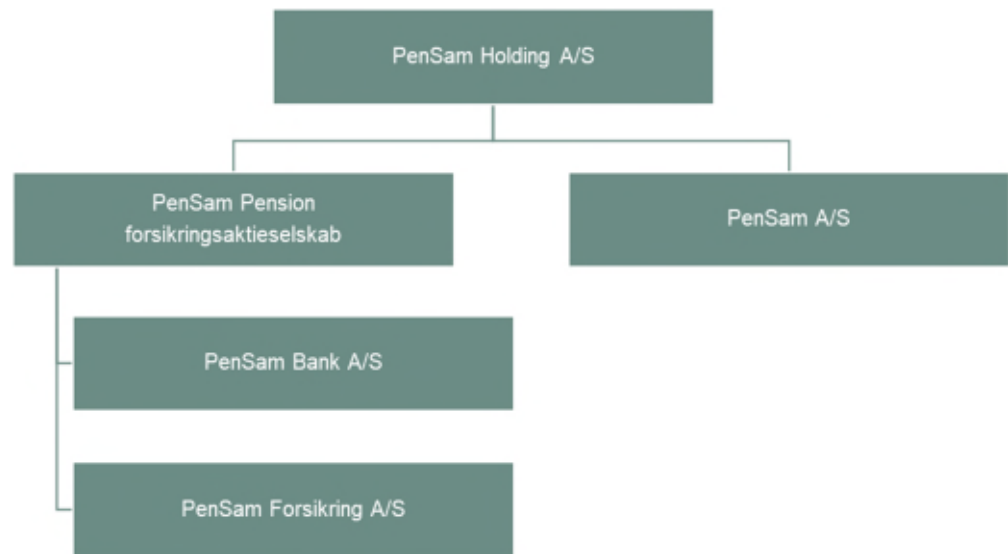 PenSam Holding A/S
PenSam Pension
forsikringsaktieselskab
PenSam A/S
PenSam Bank A/S
PenSam Forsikring A/S